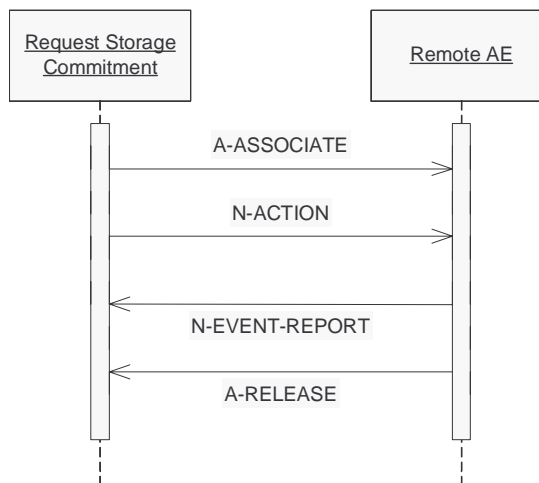 Request Storage
Commitment
Remote AE
A-ASSOCIATE
N-ACTION
N-EVENT-REPORT
A-RELEASE